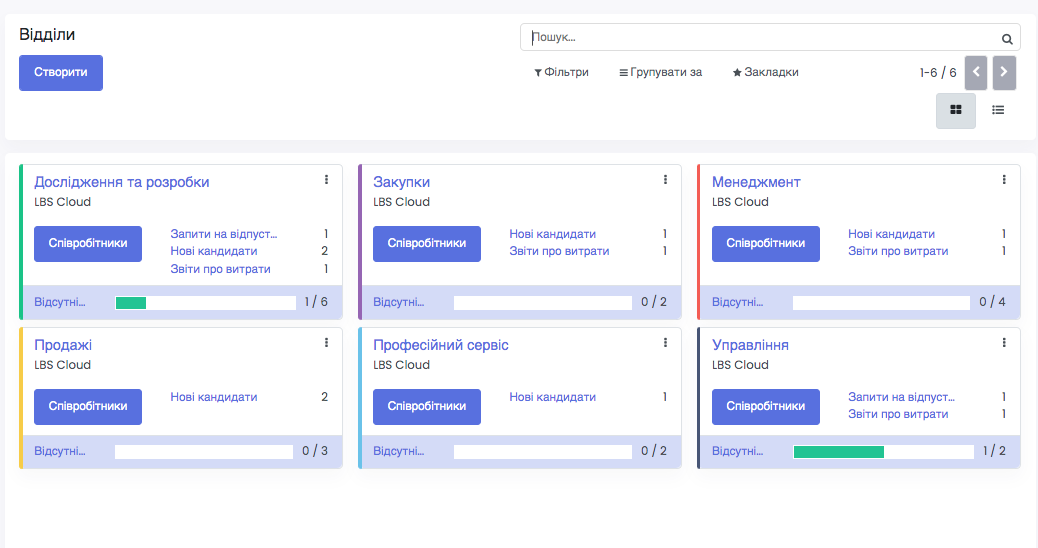 Відділи
Пошук...
Створити
Фільтри Групувати за Закладки 1-6 / 6
Дослідження та розробки
LBS Cloud
Співробітники
Запити на відпуст... 1
Нові кандидати 2
Звіти про витрати 1
Відсутні... 1 / 6
Закупки
LBS Cloud
Співробітники
Нові кандидати 1
Звіти про витрати 1
Відсутні... 0 / 2
Менеджмент
LBS Cloud
Співробітники
Нові кандидати 1
Звіти про витрати 1
Відсутні... 0 / 4
Продажі
LBS Cloud
Співробітники
Нові кандидати 2
Відсутні... 0 / 3
Професійний сервіс
LBS Cloud
Співробітники
Нові кандидати 1
Відсутні... 0 / 2
Управління
LBS Cloud
Співробітники
Запити на відпуст... 1
Звіти про витрати 1
Відсутні... 1 / 2